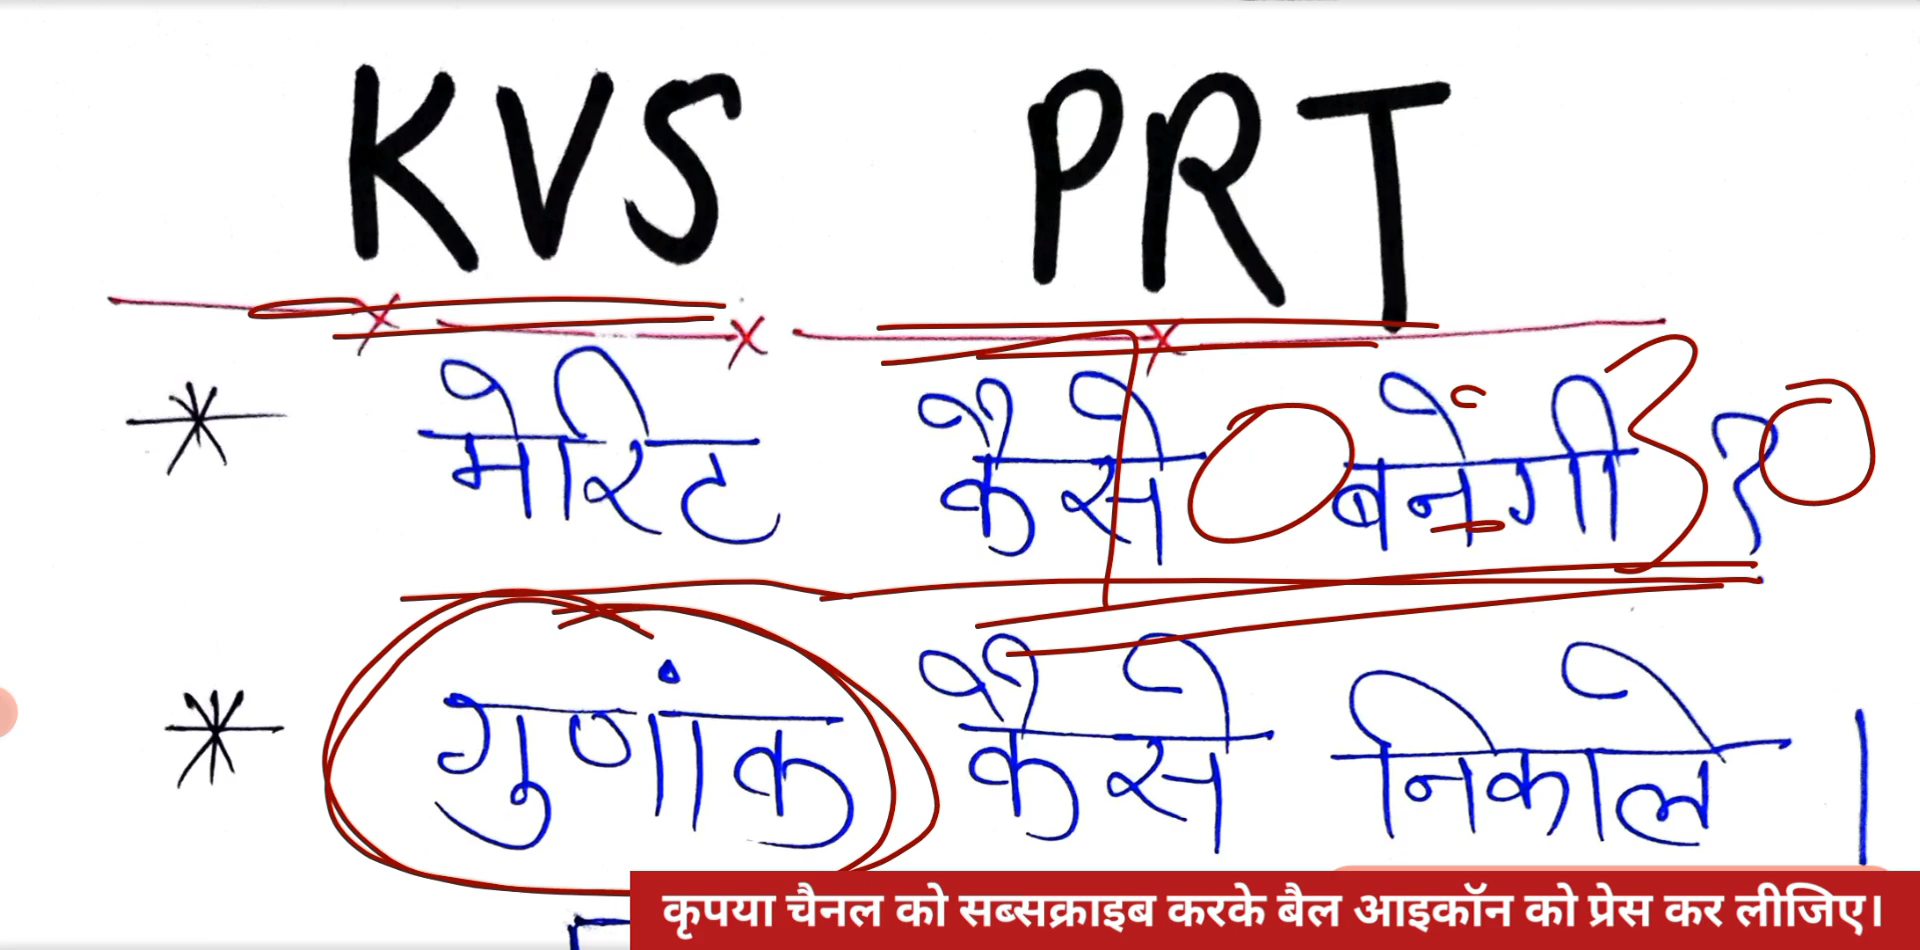 KVS PRT
* मेरिट कैसे बनेंगी ?
* गुणांक कैसे निकाले ।
कृपया चैनल को सब्सक्राइब करके बैल आइकॉन को प्रेस कर लीजिए।